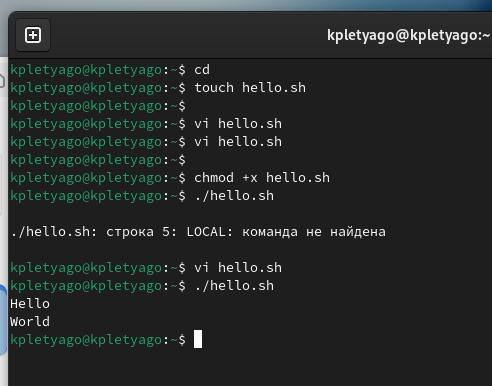 kpletyago@kpletyago:~
kpletyago@kpletyago:~$ cd
kpletyago@kpletyago:~$ touch hello.sh
kpletyago@kpletyago:~$
kpletyago@kpletyago:~$ vi hello.sh
kpletyago@kpletyago:~$ vi hello.sh
kpletyago@kpletyago:~$
kpletyago@kpletyago:~$ chmod +x hello.sh
kpletyago@kpletyago:~$ ./hello.sh
./hello.sh: строка 5: LOCAL: команда не найдена
kpletyago@kpletyago:~$ vi hello.sh
kpletyago@kpletyago:~$ ./hello.sh
Hello
World
kpletyago@kpletyago:~$